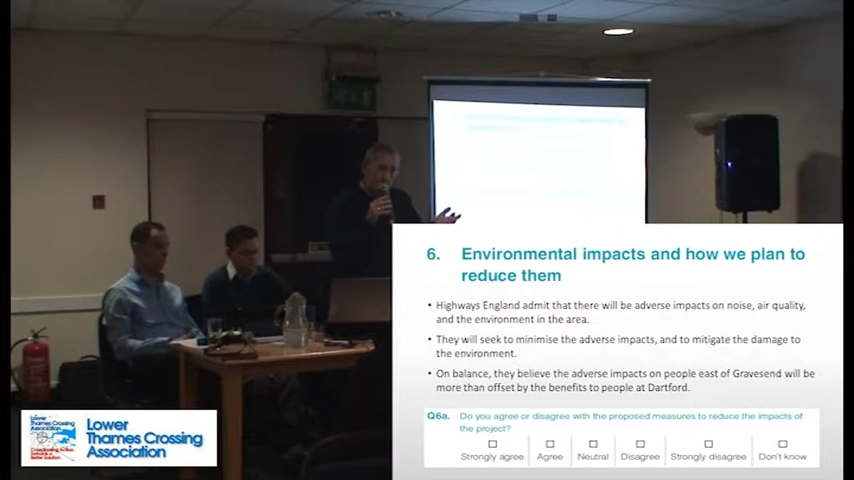 6. Environmental impacts and how we plan to
reduce them
• Highways England admit that there will be adverse impacts on noise, air quality,
and the environment in the area.
• They will seek to minimise the adverse impacts, and to mitigate the damage to
the environment.
• On balance, they believe the adverse impacts on people east of Gravesend will be
more than offset by the benefits to people at Dartford.
Q6a. Do you agree or disagree with the proposed measures to reduce the impacts of
the project?
Strongly agree Agree Neutral Disagree Strongly disagree Don't know
Lower
Thames Crossing
Association
Lower
Thames Crossing
Association